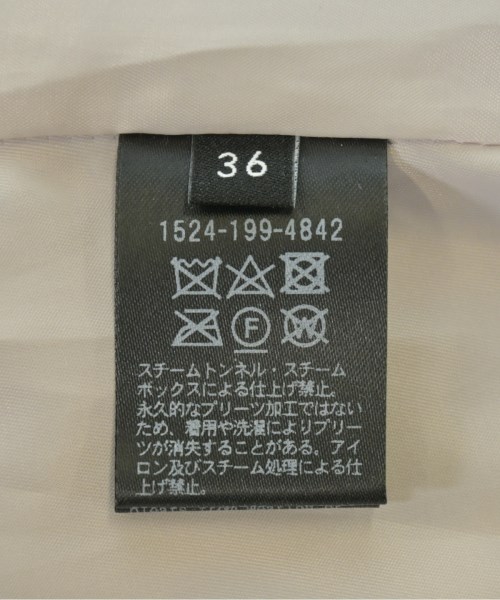 36
1524-199-4842
F
W
スチームトンネル・スチーム
ボックスによる仕上げ禁止。
永久的なプリーツ加工ではない
ため、着用や洗濯によりプリー
ツが消失することがある。アイ
ロン及びスチーム処理による仕
上げ禁止。